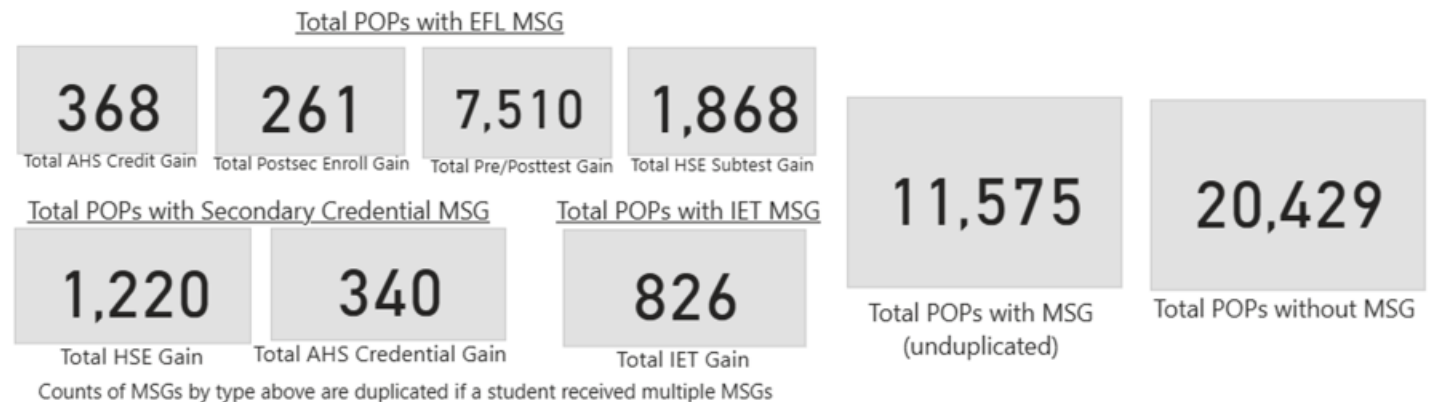 Total POPs with EFL MSG
368
Total AHS Credit Gain
261
Total Postsec Enroll Gain
7,510
Total Pre/Posttest Gain
1,868
Total HSE Subtest Gain
Total POPs with Secondary Credential MSG
1,220
Total HSE Gain
340
Total AHS Credential Gain
Total POPs with IET MSG
826
Total IET Gain
Counts of MSGs by type above are duplicated if a student received multiple MSGs
11,575
Total POPs with MSG
(unduplicated)
20,429
Total POPs without MSG